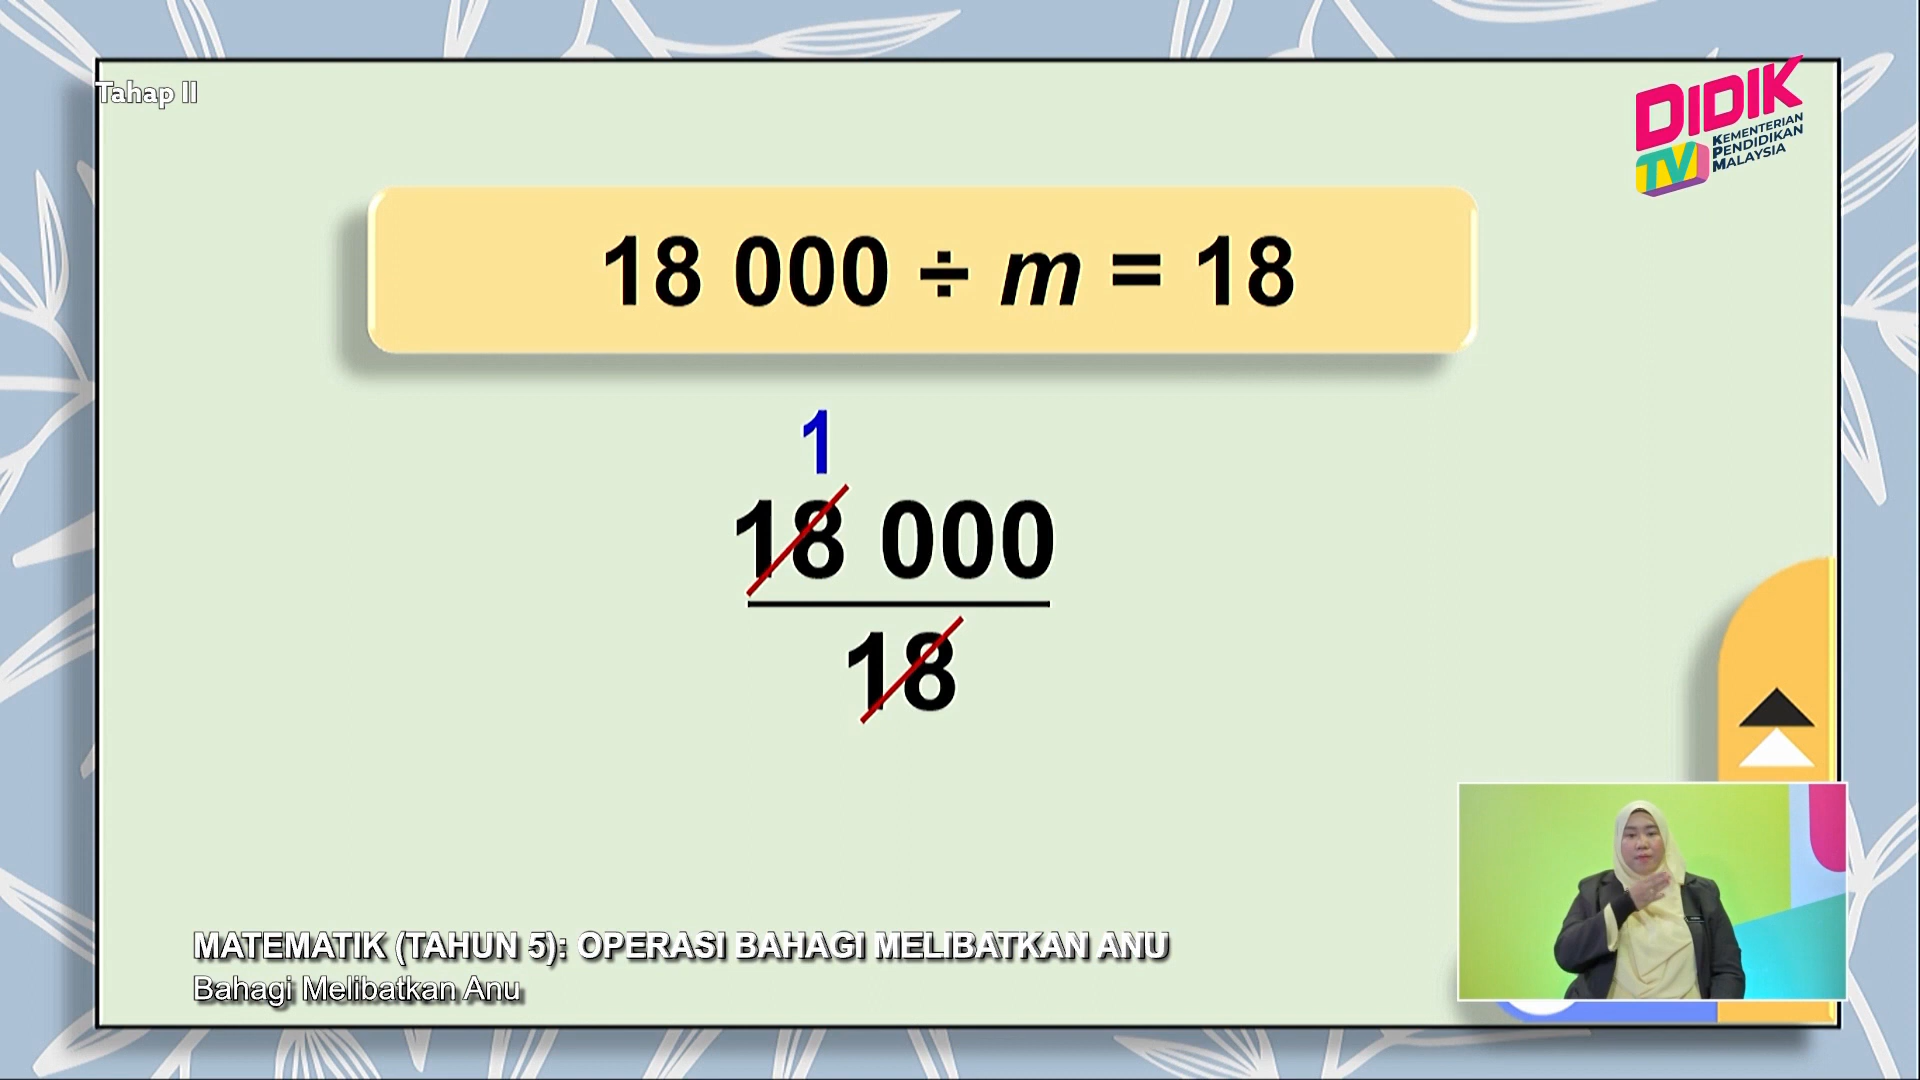 Tahap II
DIDIK
TV
KEMENTERIAN
PENDIDIKAN
MALAYSIA
18 000 ÷ m = 18
1
18 000
18
MATEMATIK (TAHUN 5): OPERASI BAHAGI MELIBATKAN ANU
Bahagi Melibatkan Anu